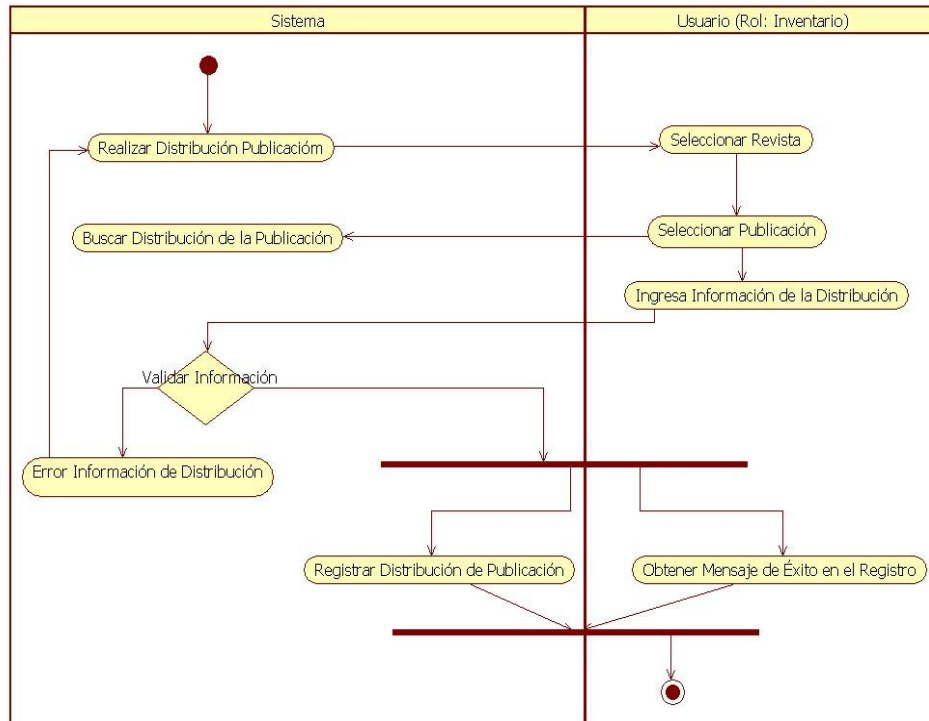 Sistema
Usuario (Rol: Inventario)
Realizar Distribución Publicacióm
Seleccionar Revista
Buscar Distribución de la Publicación
Seleccionar Publicación
Ingresa Información de la Distribución
Validar Información
Error Información de Distribución
Registrar Distribución de Publicación
Obtener Mensaje de Éxito en el Registro